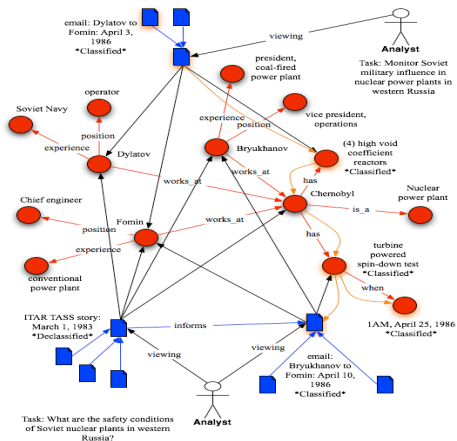 email: Dylatov to
Fomin: April 3,
1986
*Classified*
viewing
Analyst
Task: Monitor Soviet
military influence in
nuclear power plants in
western Russia
president,
coal-fired
power plant
operator
Soviet Navy
position
experience
experience
position
vice president,
operations
Dylatov
Bryukhanov
(4) high void
coefficient
reactors
*Classified*
works_at
works_at
has
Chernobyl
Chief engineer
Fomin
works_at
is_a
Nuclear
power plant
position
experience
has
conventional
power plant
turbine
powered
spin-down test
*Classified*
when
ITAR TASS story:
March 1, 1983
*Declassified*
informs
1AM, April 25, 1986
*Classified*
viewing
viewing
email:
Bryukhanov to
Fomin: April 10,
1986
*Classified*
Analyst
Task: What are the safety conditions
of Soviet nuclear plants in western
Russia?